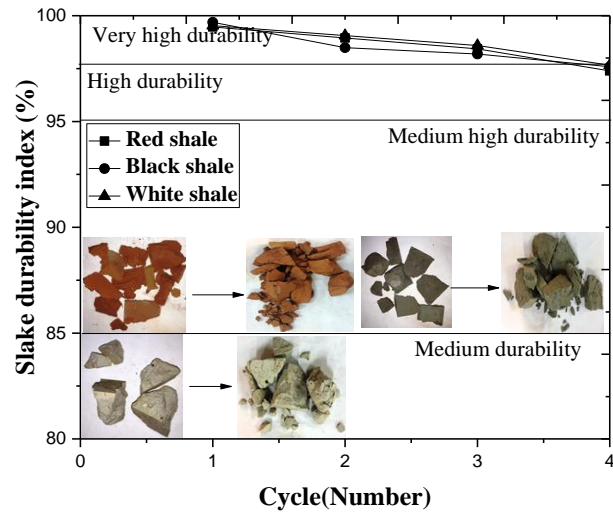 Slake durability index (%)
100
95
90
85
80
Very high durability
High durability
Medium high durability
Red shale
Black shale
White shale
Medium durability
0
1
2
3
4
Cycle(Number)